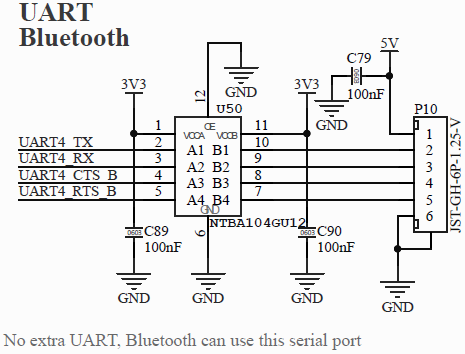 UART
Bluetooth
C79
5V
GND
100nF
0603
3V3
12
U50
3V3
GND
P10
CE
VCCA VCCB
1
11
UART4_TX
2
A1 B1
10
UART4_RX
3
A2 B2
9
UART4_CTS_B
4
A3 B3
8
UART4_RTS_B
5
A4 B4
7
GND
NTBA104GU12
6
1
2
3
4
5
6
JST-GH-6P-1.25-V
0603
C89
100nF
0603
C90
100nF
GND
GND
GND
GND
No extra UART, Bluetooth can use this serial port